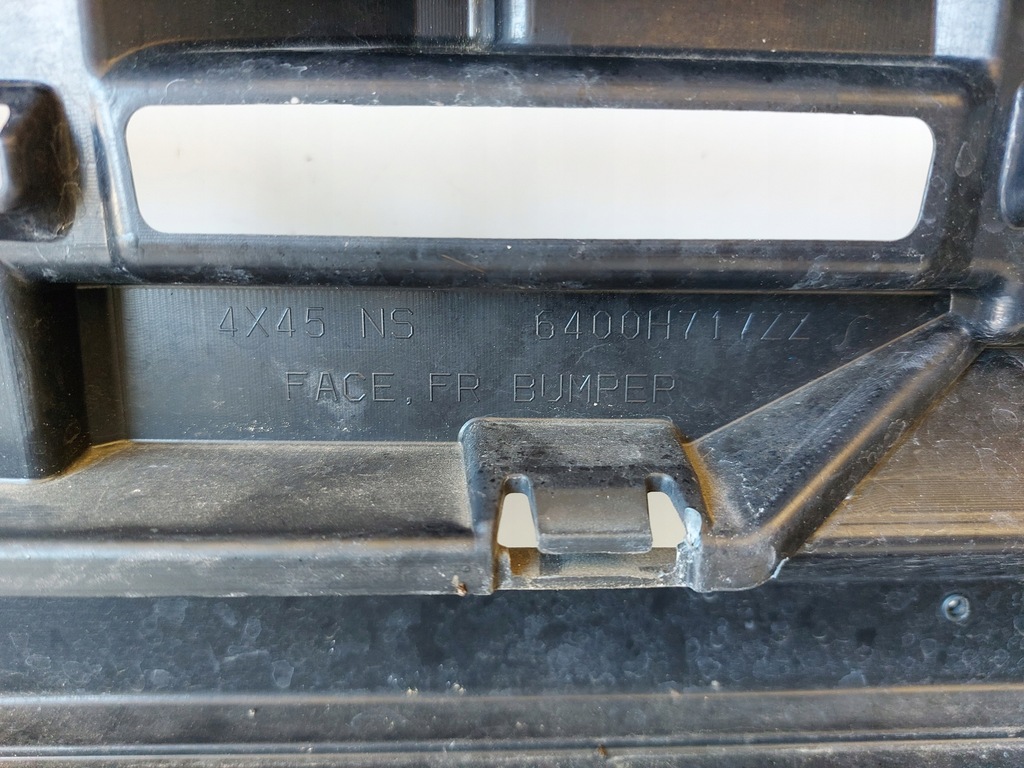 4X45 NS 6400H717ZZ
FACE, FR BUMPER